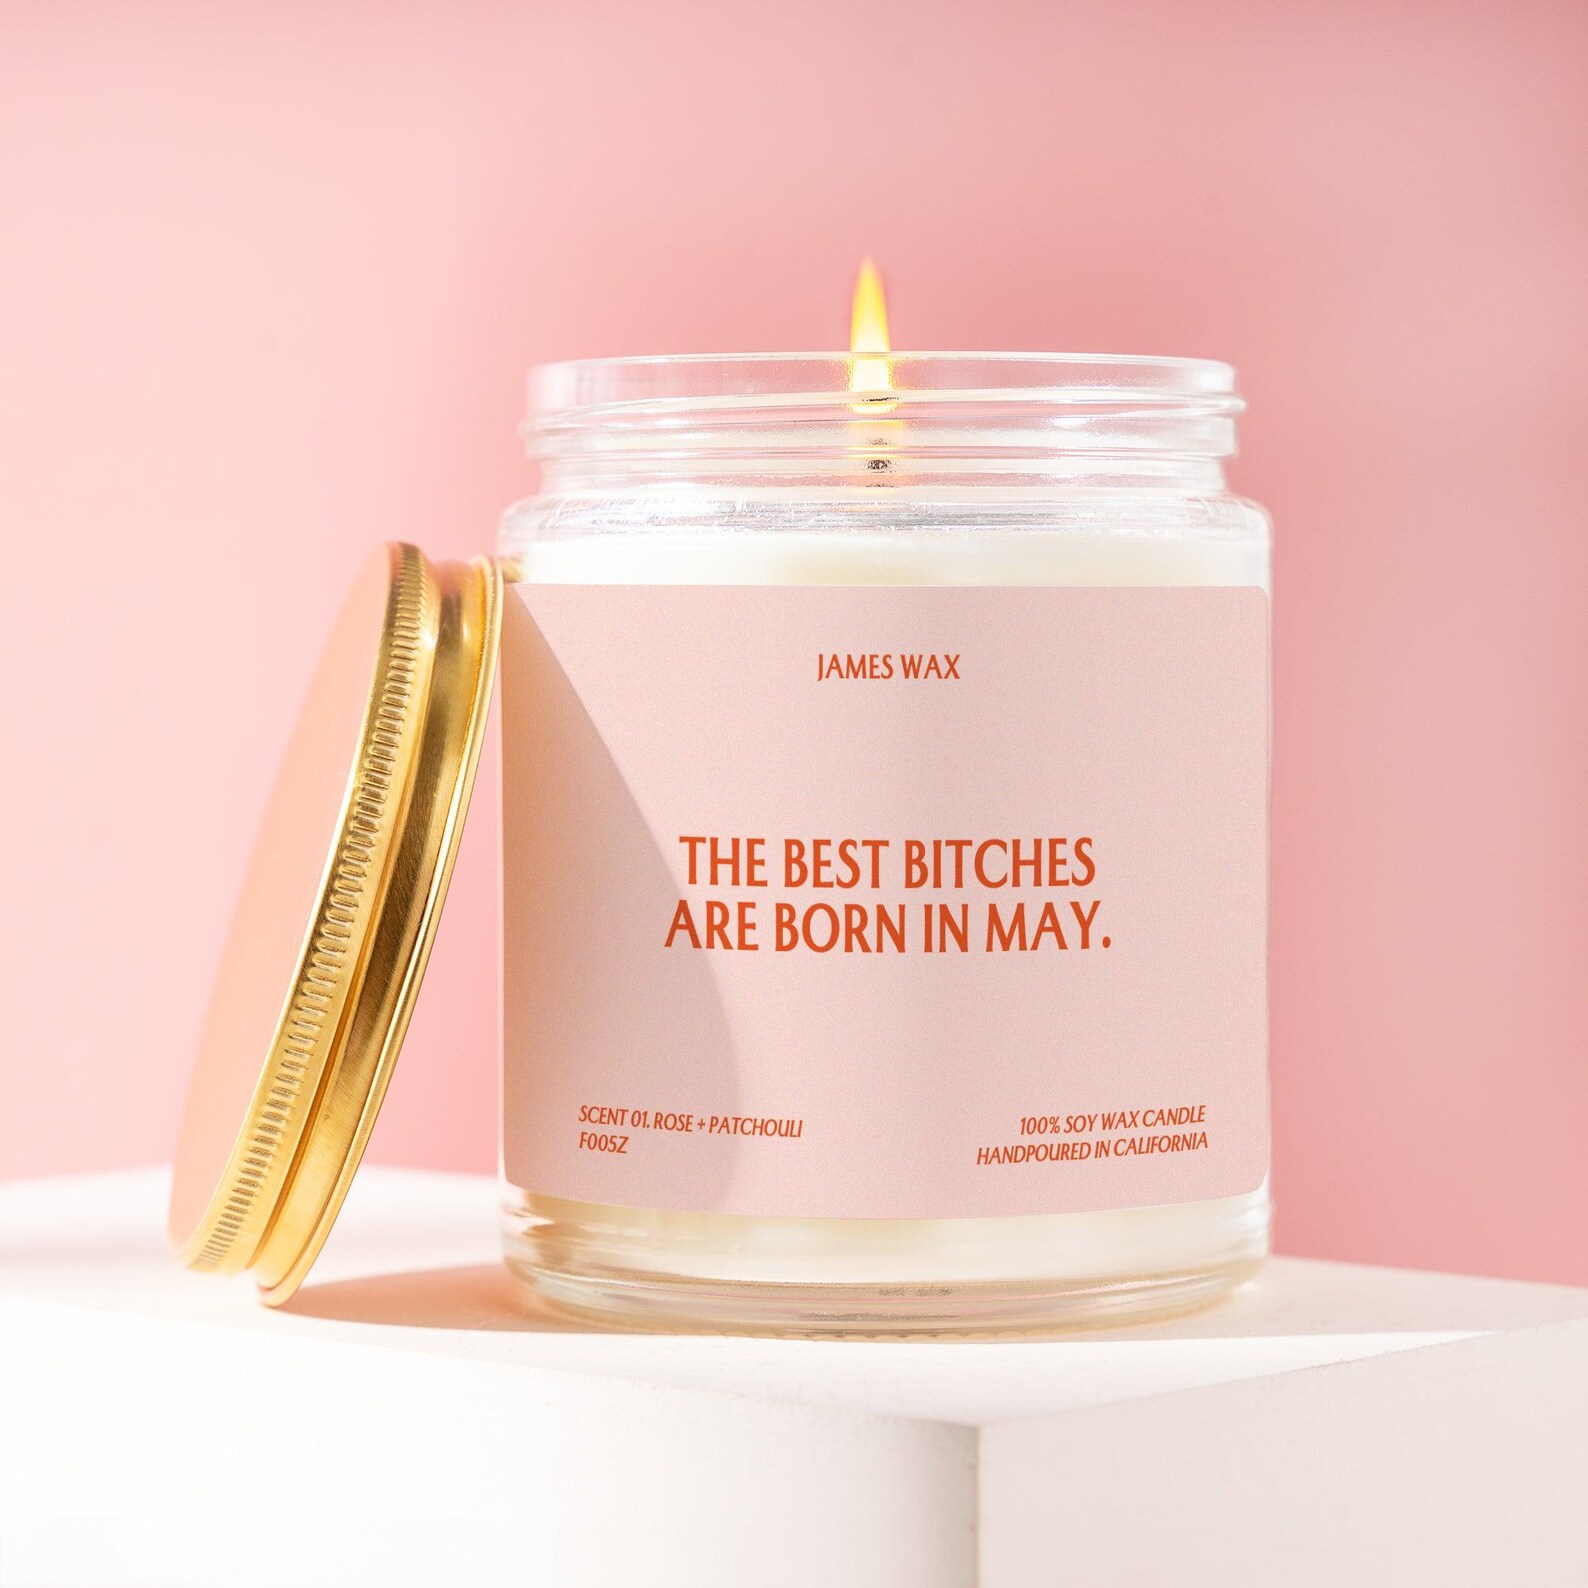 JAMES WAX
THE BEST BITCHES
ARE BORN IN MAY.
SCENT 01. ROSE + PATCHOULI
F005Z
100% SOY WAX CANDLE
HANDPOURED IN CALIFORNIA